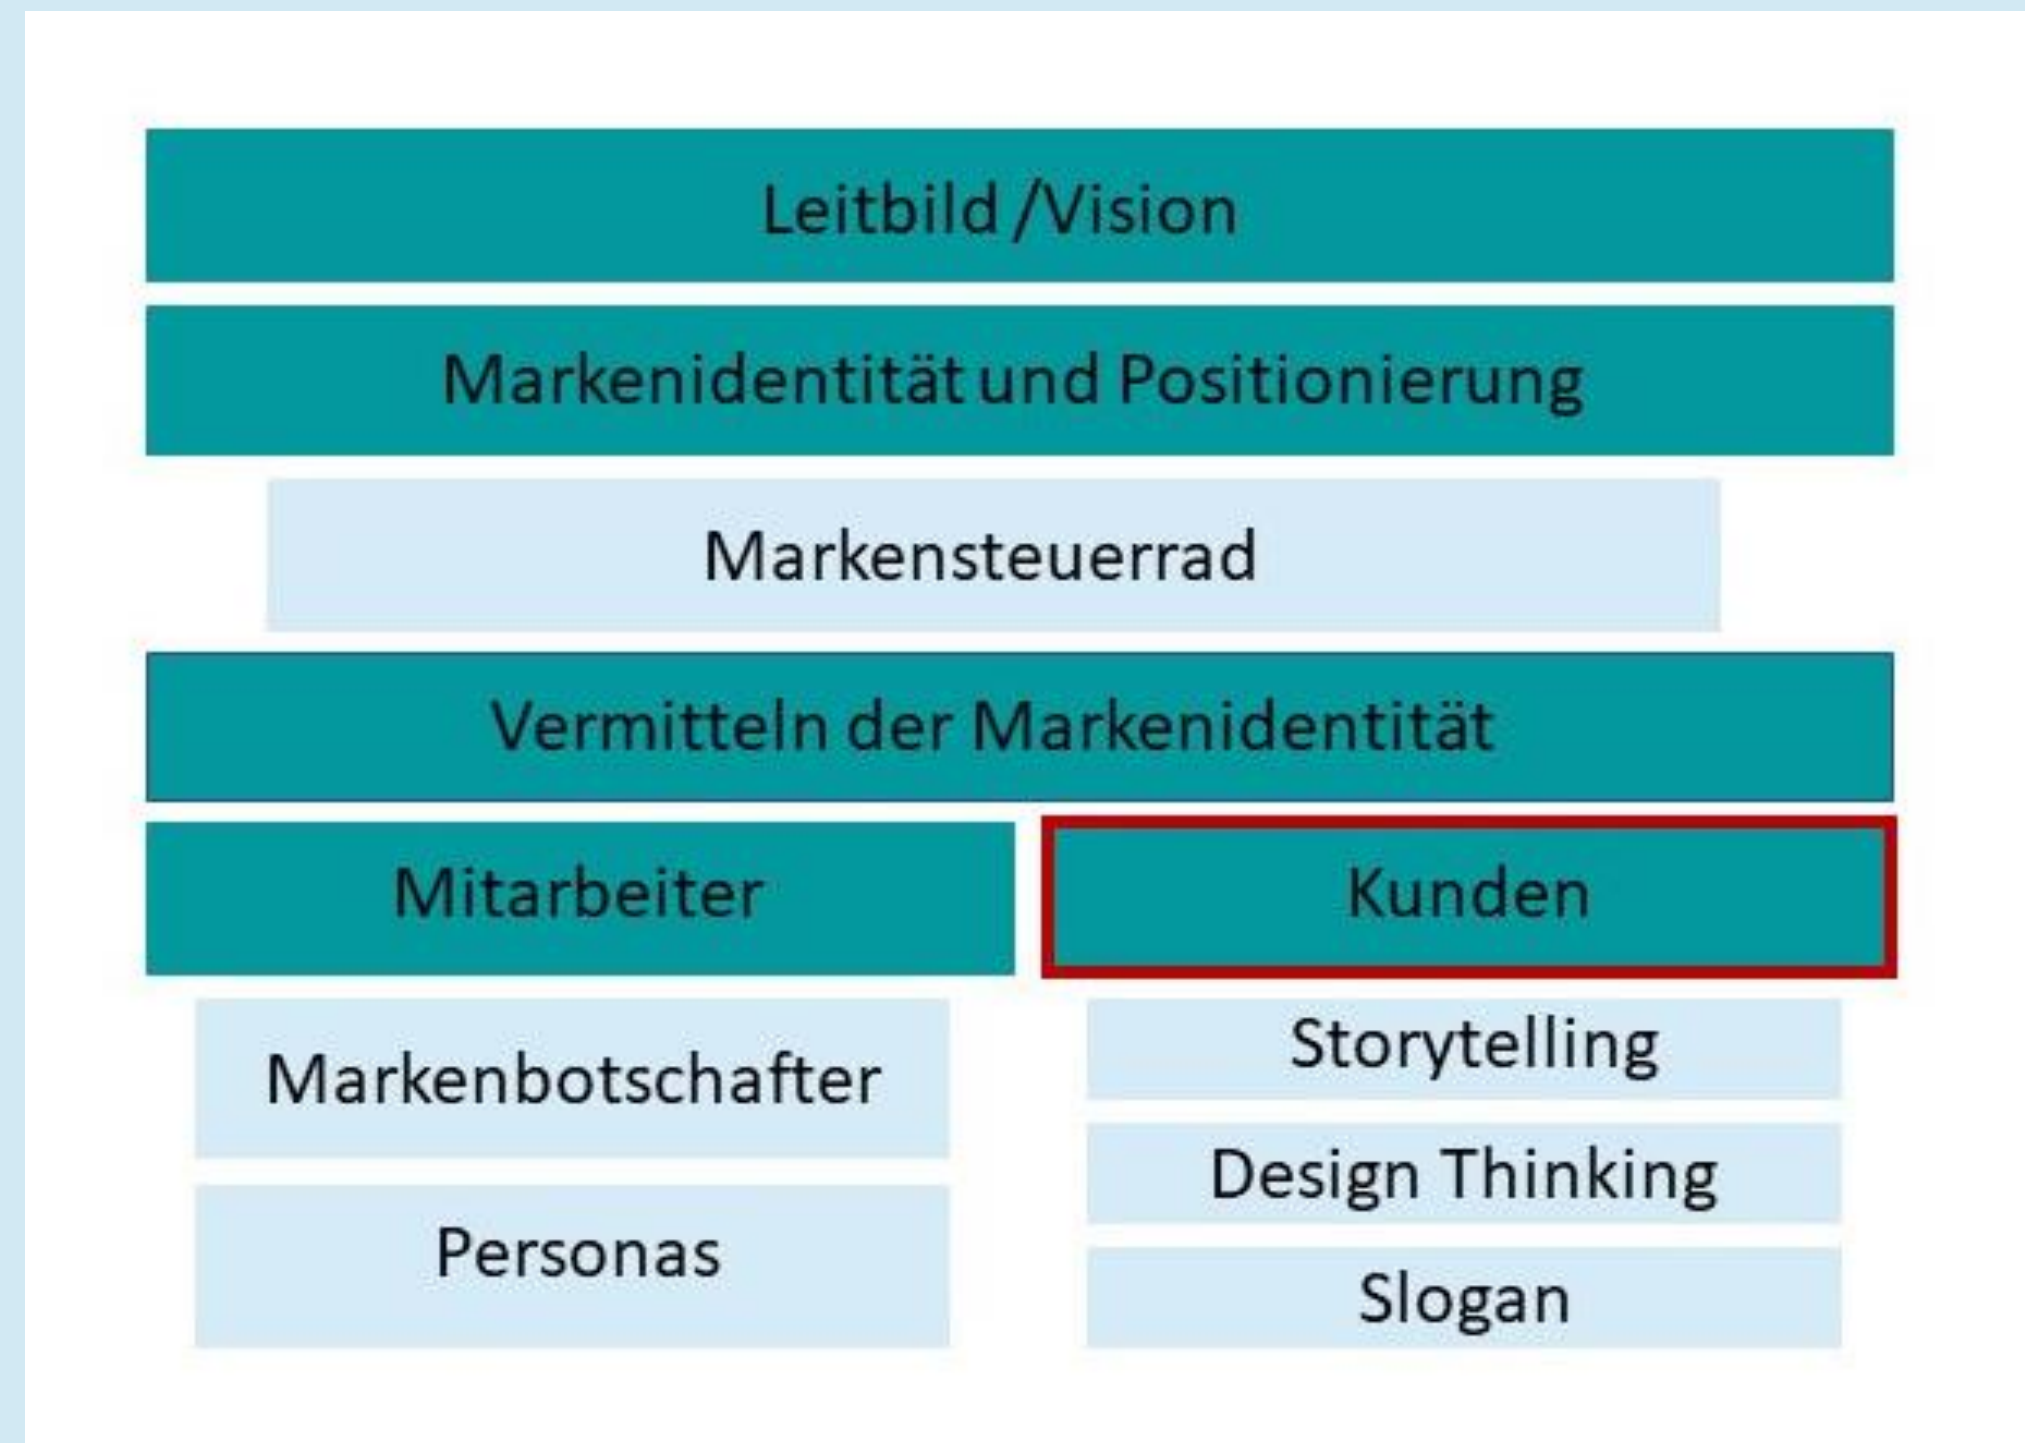 Leitbild /Vision
Markenidentität und Positionierung
Markensteuerrad
Vermitteln der Markenidentität
Mitarbeiter
Kunden
Markenbotschafter
Personas
Storytelling
Design Thinking
Slogan